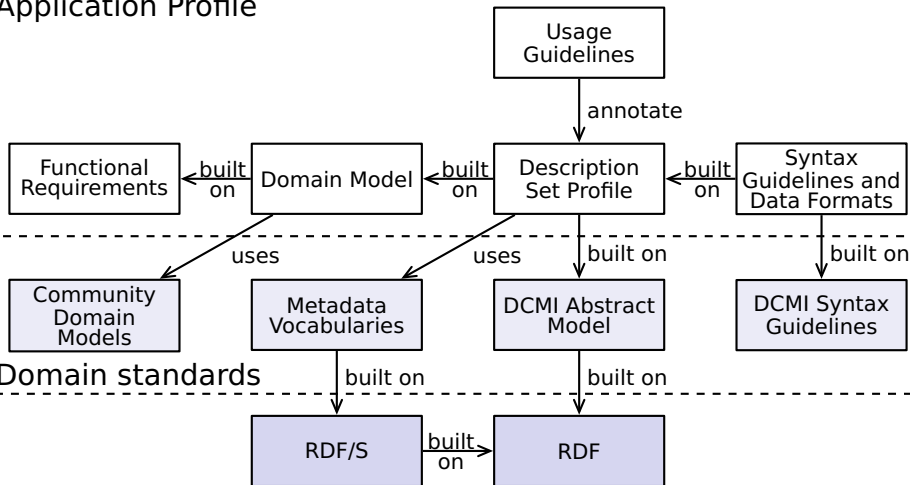 Application Profile
Usage
Guidelines
annotate
Functional
Requirements
built
on
Domain Model
built
on
Description
Set Profile
built
on
Syntax
Guidelines and
Data Formats
uses
uses
built on
built on
Community
Domain
Models
Metadata
Vocabularies
DCMI Abstract
Model
DCMI Syntax
Guidelines
Domain standards
built on
built on
RDF/S
built
on
RDF